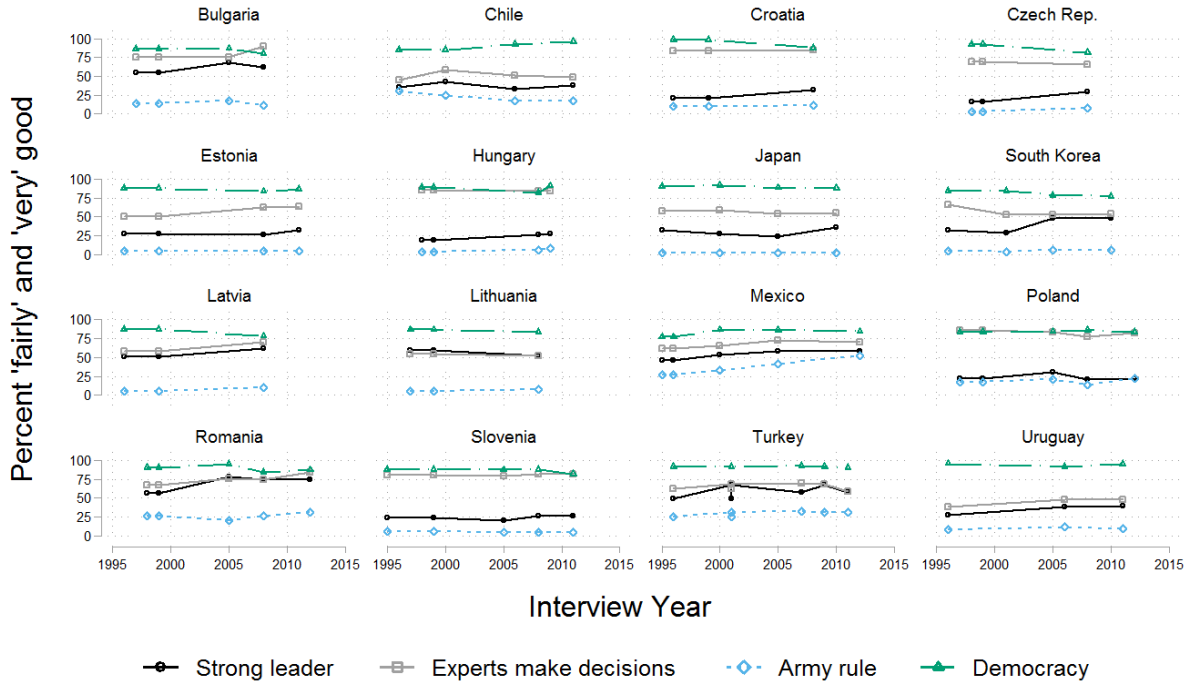 Bulgaria Chile Croatia Czech Rep.
100
75
50
25
0
Estonia Hungary Japan South Korea
100
75
50
25
0
Latvia Lithuania Mexico Poland
100
75
50
25
0
Romania Slovenia Turkey Uruguay
100
75
50
25
0
1995 2000 2005 2010 2015 1995 2000 2005 2010 2015 1995 2000 2005 2010 2015 1995 2000 2005 2010 2015
Percent 'fairly' and 'very' good
Interview Year
Strong leader Experts make decisions Army rule Democracy